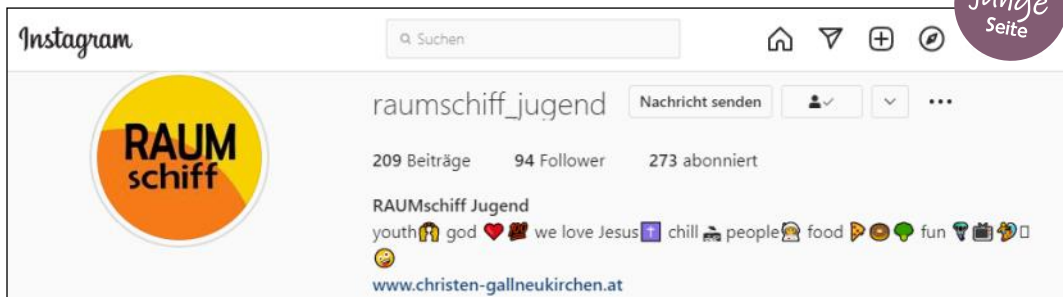 junge
Seite
Instagram
Suchen
RAUM
schiff
raumschiff_jugend
Nachricht senden
209 Beiträge 94 Follower 273 abonniert
RAUMschiff Jugend
youth god ❤️ we love Jesus✝️ chill people food 🍕🍩🥦 fun
🤪
www.christen-gallneukirchen.at